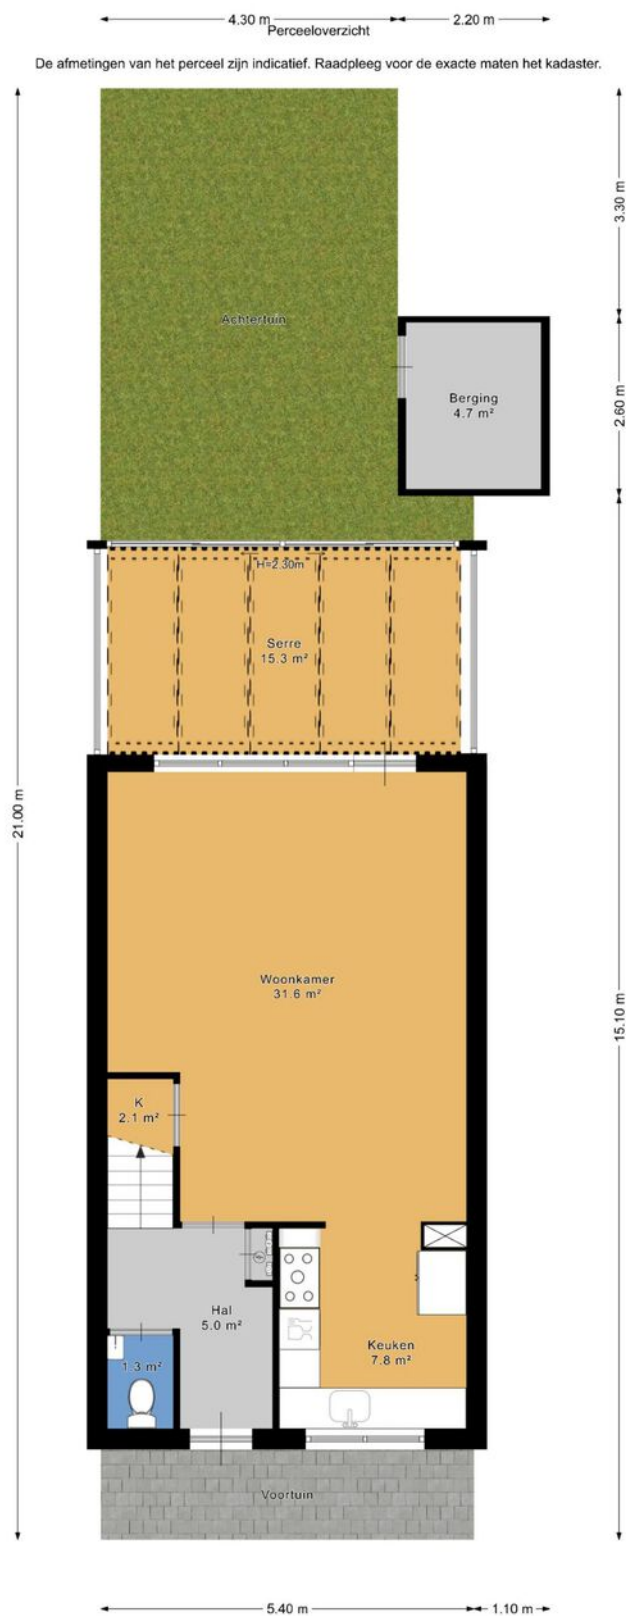 4.30 m
2.20 m
Perceeloverzicht
De afmetingen van het perceel zijn indicatief. Raadpleeg voor de exacte maten het kadaster.
3.30 m
Achtertuin
Berging
4.7 m²
2.60 m
H=2.30m
Serre
15.3 m²
21.00 m
Woonkamer
31.6 m²
15.10 m
K
2.1 m²
Hal
5.0 m²
Keuken
7.8 m²
1.3 m²
Voortuin
5.40 m
1.10 m